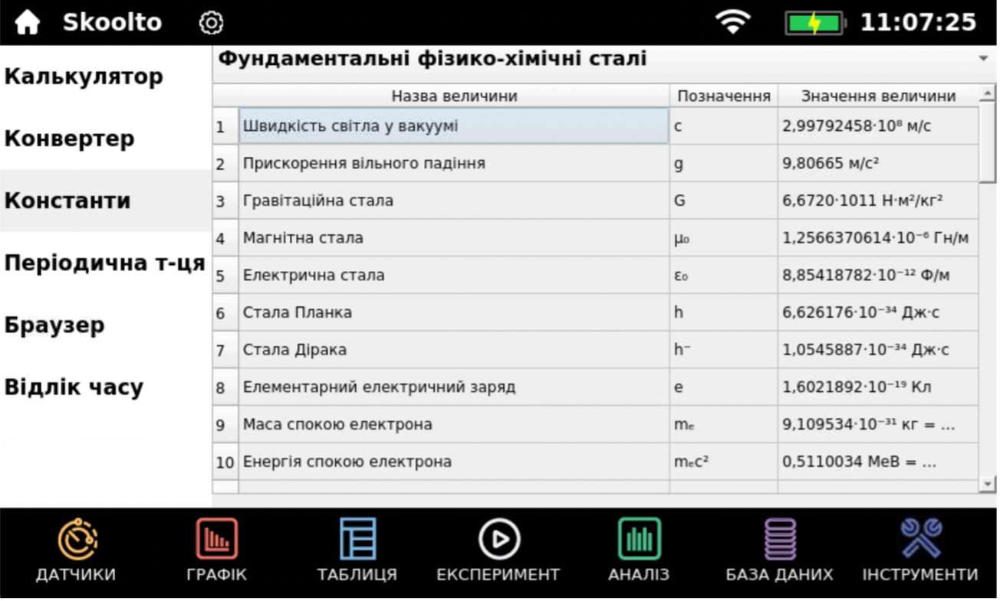 Skoolto 11:07:25
Калькулятор
Конвертер
Константи
Періодична т-ця
Браузер
Відлік часу
Фундаментальні фізико-хімічні сталі
Назва величини Позначення Значення величини
1 Швидкість світла у вакуумі c 2,99792458·10⁸ м/с
2 Прискорення вільного падіння g 9,80665 м/с²
3 Гравітаційна стала G 6,6720·1011 Н·м²/кг²
4 Магнітна стала µ₀ 1,2566370614·10⁻⁶ Гн/м
5 Електрична стала ε₀ 8,85418782·10⁻¹² Ф/м
6 Стала Планка h 6,626176·10⁻³⁴ Дж·с
7 Стала Дірака h⁻ 1,0545887·10⁻³⁴ Дж·с
8 Елементарний електричний заряд e 1,6021892·10⁻¹⁹ Кл
9 Маса спокою електрона mₑ 9,109534·10⁻³¹ кг = ...
10 Енергія спокою електрона mₑc² 0,5110034 МеВ = ...
ДАТЧИКИ ГРАФІК ТАБЛИЦЯ ЕКСПЕРИМЕНТ АНАЛІЗ БАЗА ДАНИХ ІНСТРУМЕНТИ